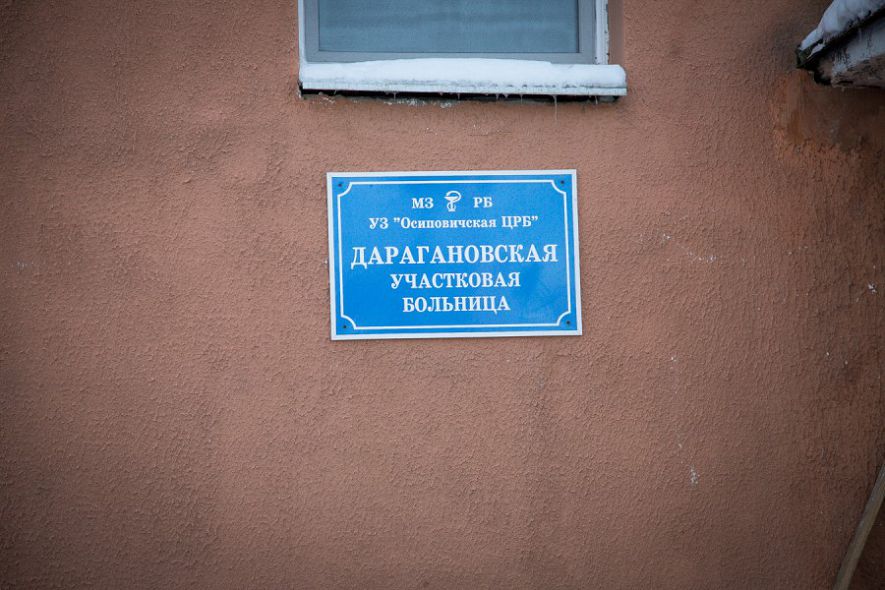 МЗ РБ
УЗ "Осиповичская ЦРБ"
ДАРАГАНОВСКАЯ
УЧАСТКОВАЯ
БОЛЬНИЦА